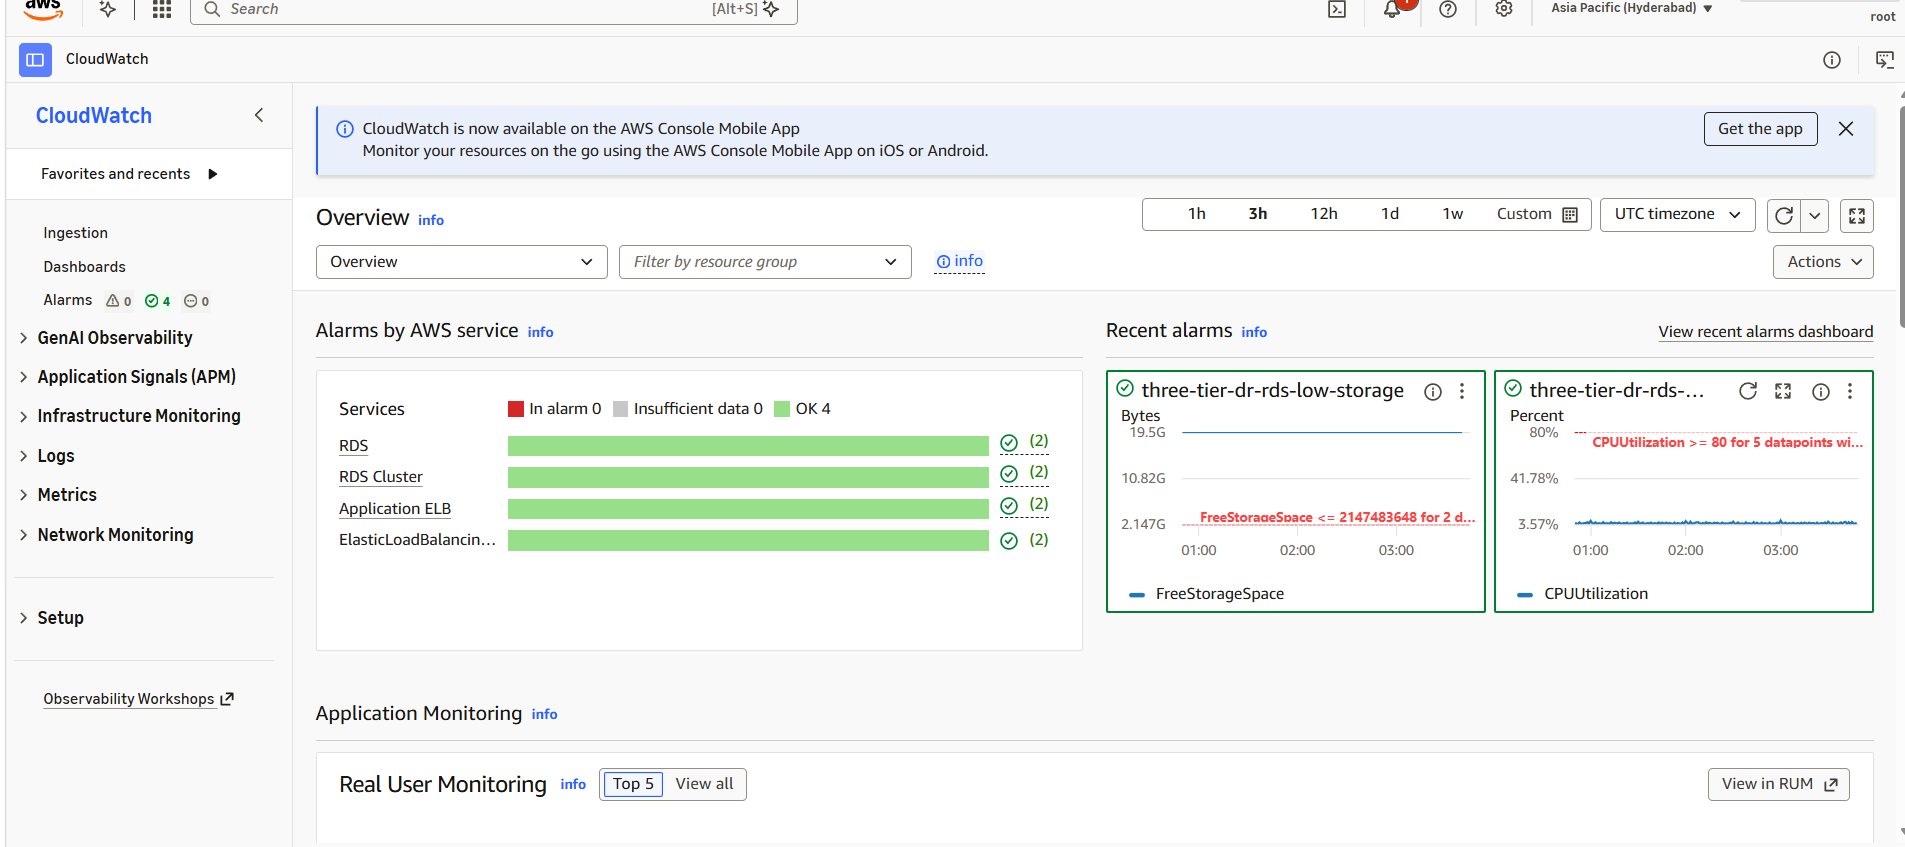 aws
Search
[Alt+S]
Asia Pacific (Hyderabad)
root
CloudWatch
CloudWatch
Favorites and recents
Ingestion
Dashboards
Alarms 0 4 0
GenAI Observability
Application Signals (APM)
Infrastructure Monitoring
Logs
Metrics
Network Monitoring
Setup
Observability Workshops
CloudWatch is now available on the AWS Console Mobile App
Monitor your resources on the go using the AWS Console Mobile App on iOS or Android.
Get the app
Overview info
1h 3h 12h 1d 1w Custom
UTC timezone
Overview
Filter by resource group
info
Actions
Alarms by AWS service info
Services
In alarm 0 Insufficient data 0 OK 4
RDS (2)
RDS Cluster (2)
Application ELB (2)
ElasticLoadBalancin... (2)
Recent alarms info
View recent alarms dashboard
three-tier-dr-rds-low-storage
Bytes
19.5G
10.82G
FreeStorageSpace <= 2147483648 for 2 d...
2.147G
01:00 02:00 03:00
FreeStorageSpace
three-tier-dr-rds-...
Percent
80%
CPUUtilization >= 80 for 5 datapoints wi...
41.78%
3.57%
01:00 02:00 03:00
CPUUtilization
Application Monitoring info
Real User Monitoring info
Top 5 View all
View in RUM